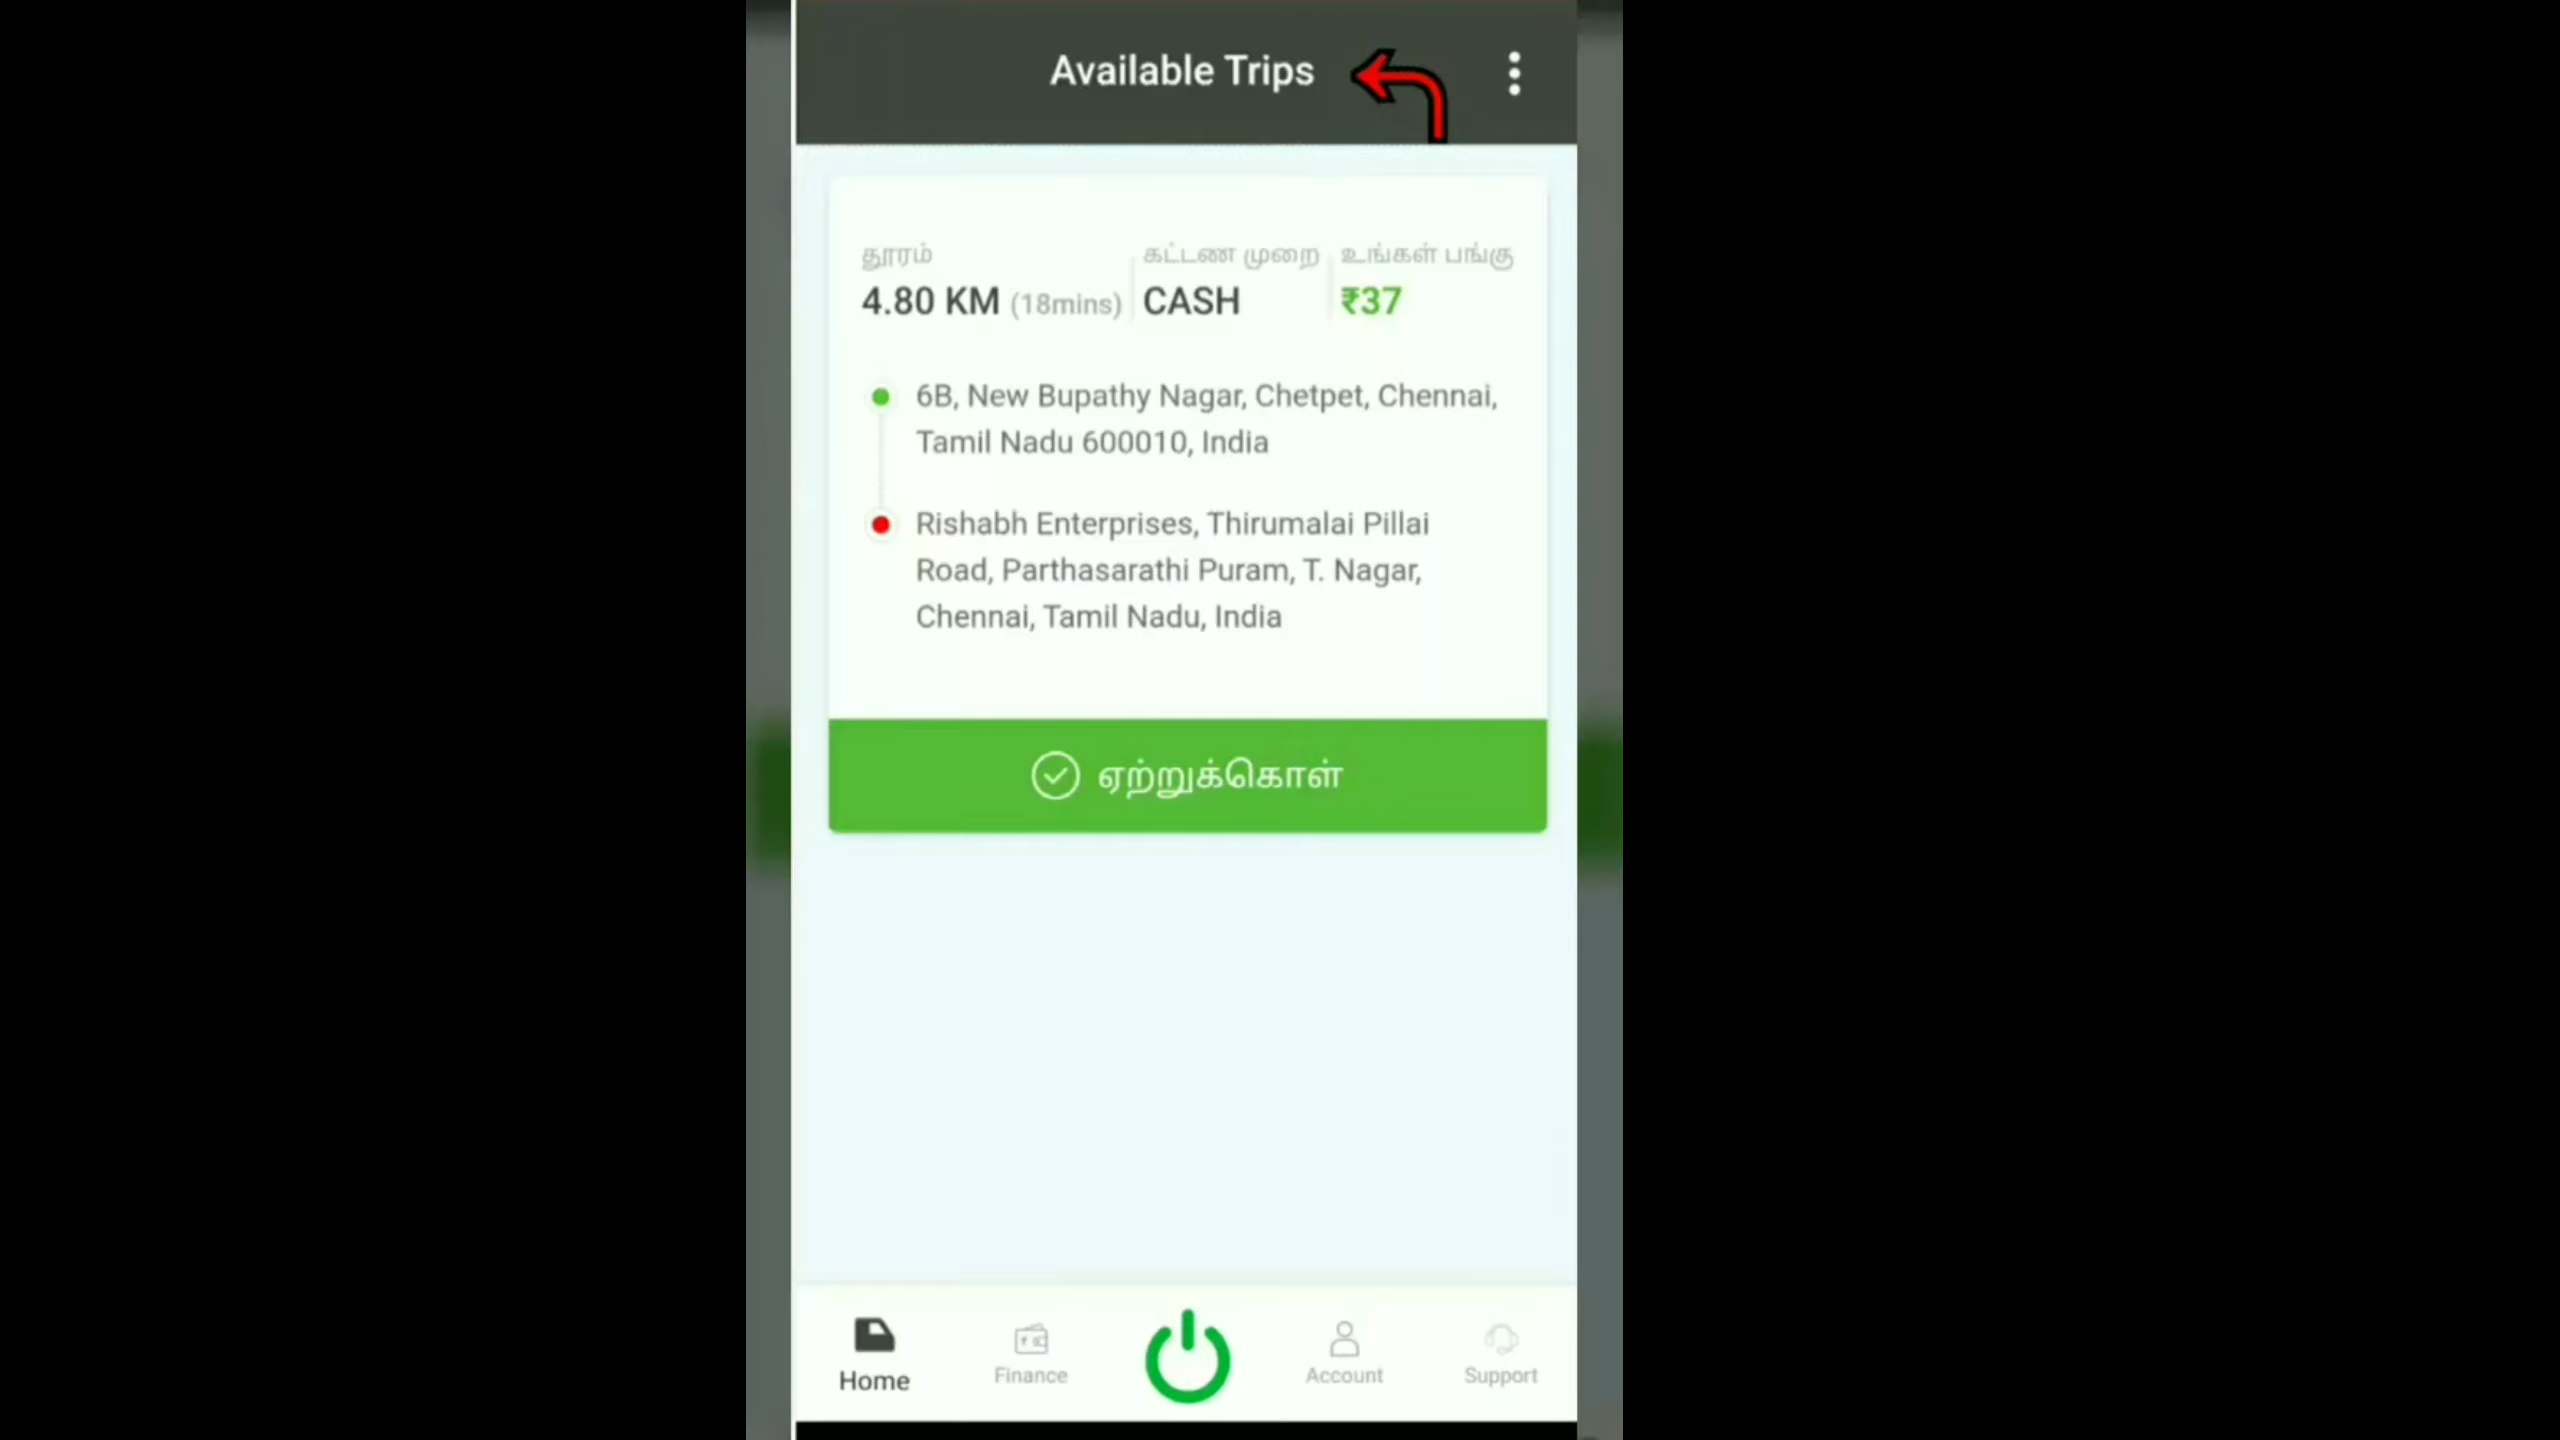 Available Trips
தூரம் கட்டண முறை உங்கள் பங்கு
4.80 KM (18mins) CASH ₹37
6B, New Bupathy Nagar, Chetpet, Chennai,
Tamil Nadu 600010, India
Rishabh Enterprises, Thirumalai Pillai
Road, Parthasarathi Puram, T. Nagar,
Chennai, Tamil Nadu, India
ஏற்றுக்கொள்
Home Finance Account Support